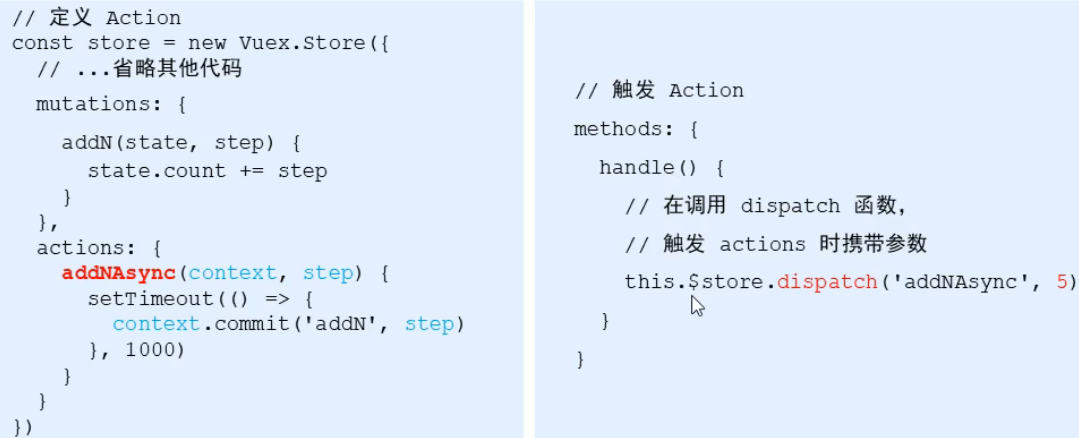 // 定义 Action
const store = new Vuex.Store({
// ...省略其他代码
mutations: {
addN(state, step) {
state.count += step
}
},
actions: {
addNAsync(context, step) {
setTimeout(() => {
context.commit('addN', step)
}, 1000)
}
}
})
// 触发 Action
methods: {
handle() {
// 在调用 dispatch 函数,
// 触发 actions 时携带参数
this.$store.dispatch('addNAsync', 5)
}
}